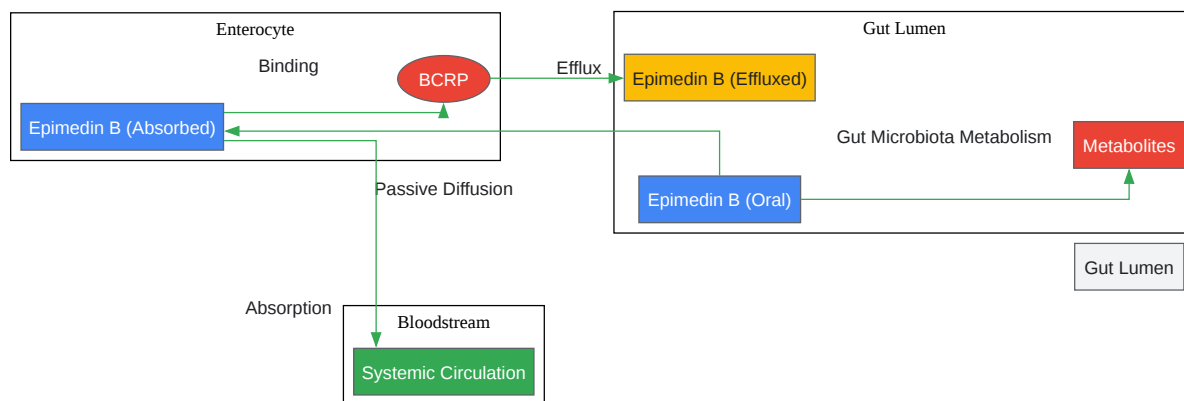 Enterocyte
Gut Lumen
Binding
BCRP
Efflux
Epimedin B (Effluxed)
Epimedin B (Absorbed)
Gut Microbiota Metabolism
Metabolites
Passive Diffusion
Epimedin B (Oral)
Gut Lumen
Absorption
Bloodstream
Systemic Circulation